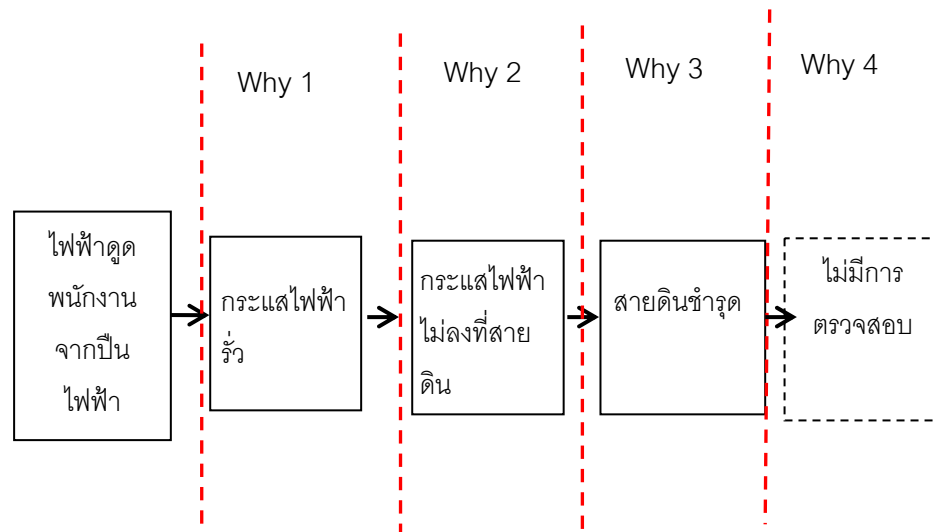 Why 1
Why 2
Why 3
Why 4
ไฟฟ้าดูด
พนักงาน
จากปืน
ไฟฟ้า
กระแสไฟฟ้า
รั่ว
กระแสไฟฟ้า
ไม่ลงที่สาย
ดิน
สายดินชำรุด
ไม่มีการ
ตรวจสอบ